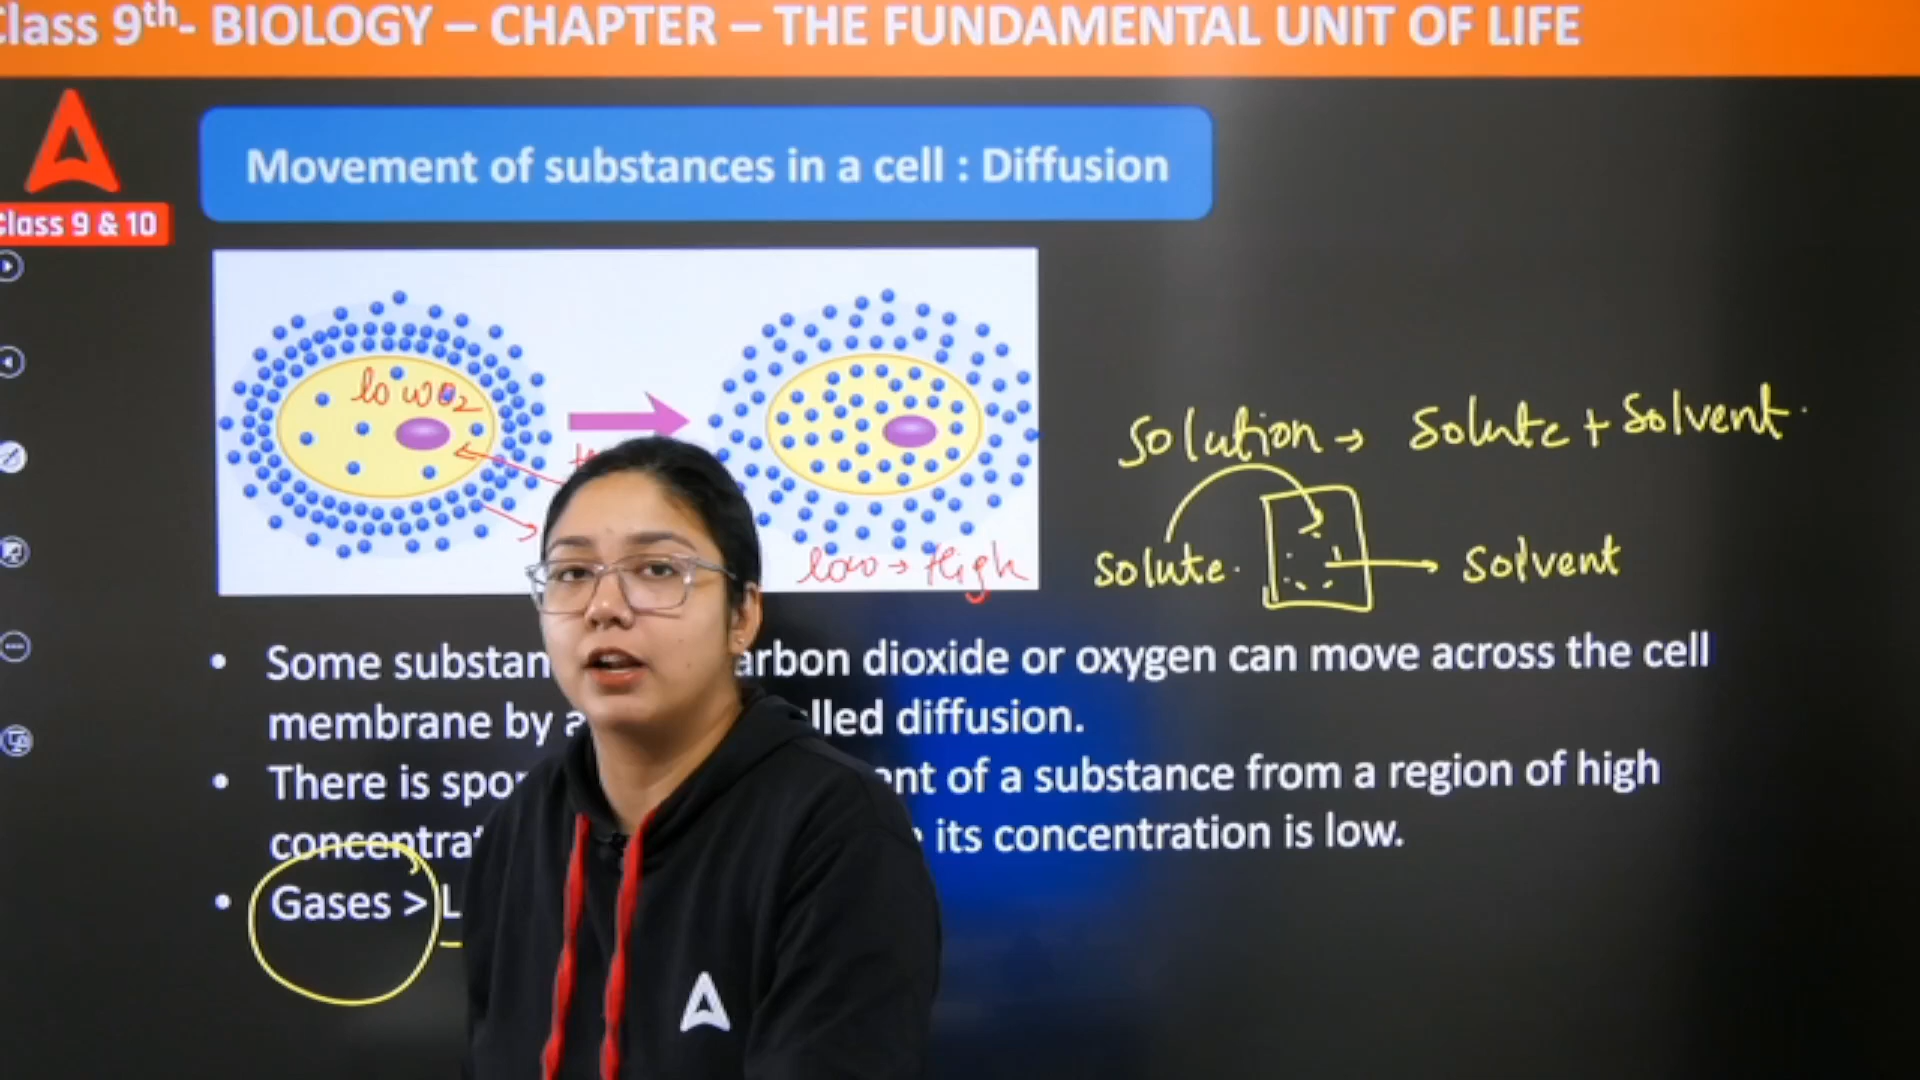 Class 9th- BIOLOGY – CHAPTER – THE FUNDAMENTAL UNIT OF LIFE
Class 9 & 10
Movement of substances in a cell : Diffusion
low O2
low → High
Solution → Solute + Solvent.
Solute.
Solvent
• Some substan arbon dioxide or oxygen can move across the cell
membrane by a lled diffusion.
• There is spo nt of a substance from a region of high
concentrat its concentration is low.
• Gases > L